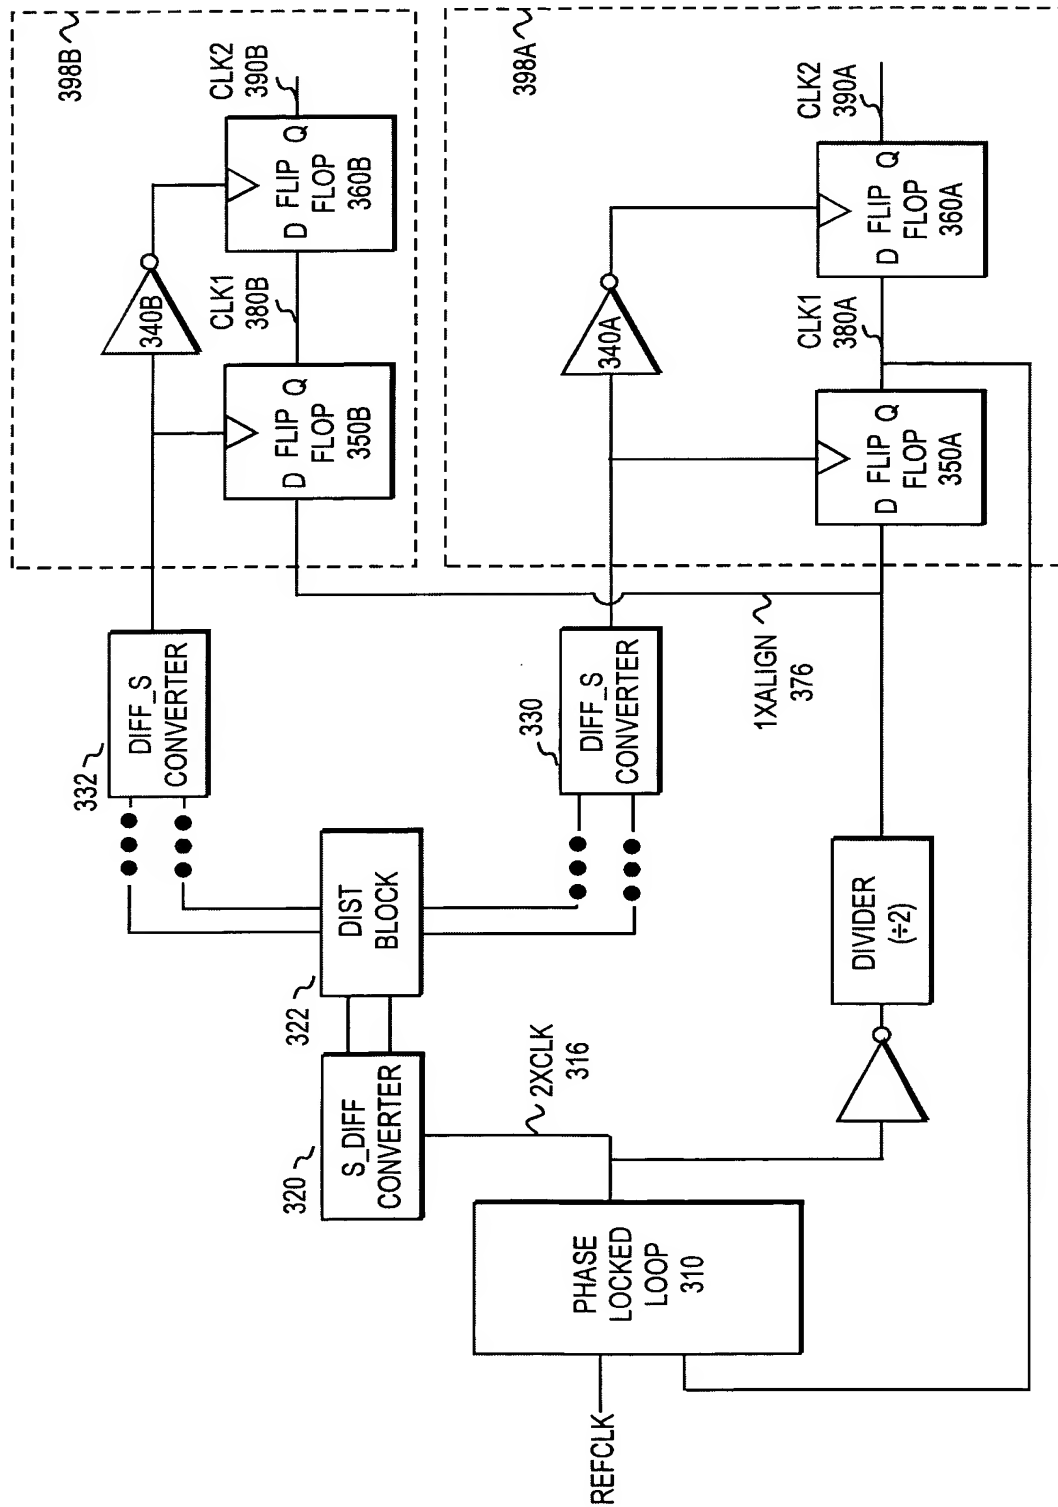 REFCLK
PHASE
LOCKED
LOOP
310
320
S_DIFF
CONVERTER
2XCLK
316
322
DIST
BLOCK
DIVIDER
(÷2)
332
DIFF_S
CONVERTER
330
DIFF_S
CONVERTER
1XALIGN
376
398B
340B
D FLIP Q
FLOP
350B
CLK1
380B
D FLIP Q
FLOP
360B
CLK2
390B
398A
340A
D FLIP Q
FLOP
350A
CLK1
380A
D FLIP Q
FLOP
360A
CLK2
390A